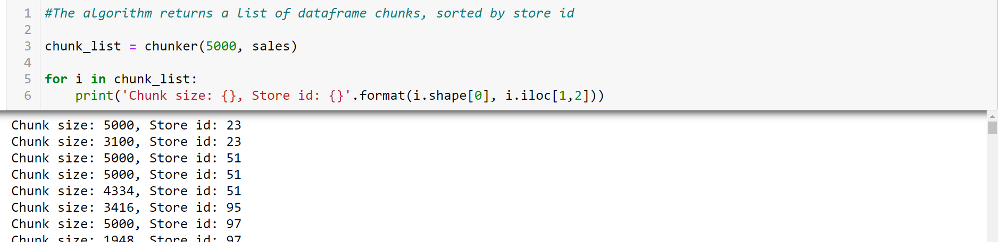 1 #The algorithm returns a list of dataframe chunks, sorted by store id
2
3 chunk_list = chunker(5000, sales)
4
5 for i in chunk_list:
6     print('Chunk size: {}, Store id: {}'.format(i.shape[0], i.iloc[1,2]))
Chunk size: 5000, Store id: 23
Chunk size: 3100, Store id: 23
Chunk size: 5000, Store id: 51
Chunk size: 5000, Store id: 51
Chunk size: 4334, Store id: 51
Chunk size: 3416, Store id: 95
Chunk size: 5000, Store id: 97
Chunk size: 1948, Store id: 97